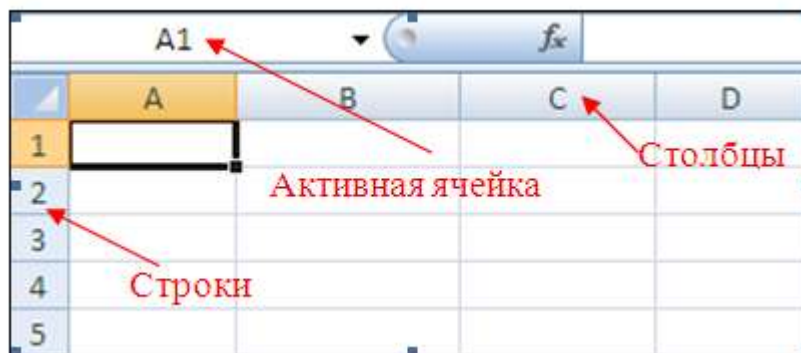 A1 fx
A B C D
1
Столбцы
Активная ячейка
2
3
Строки
4
5